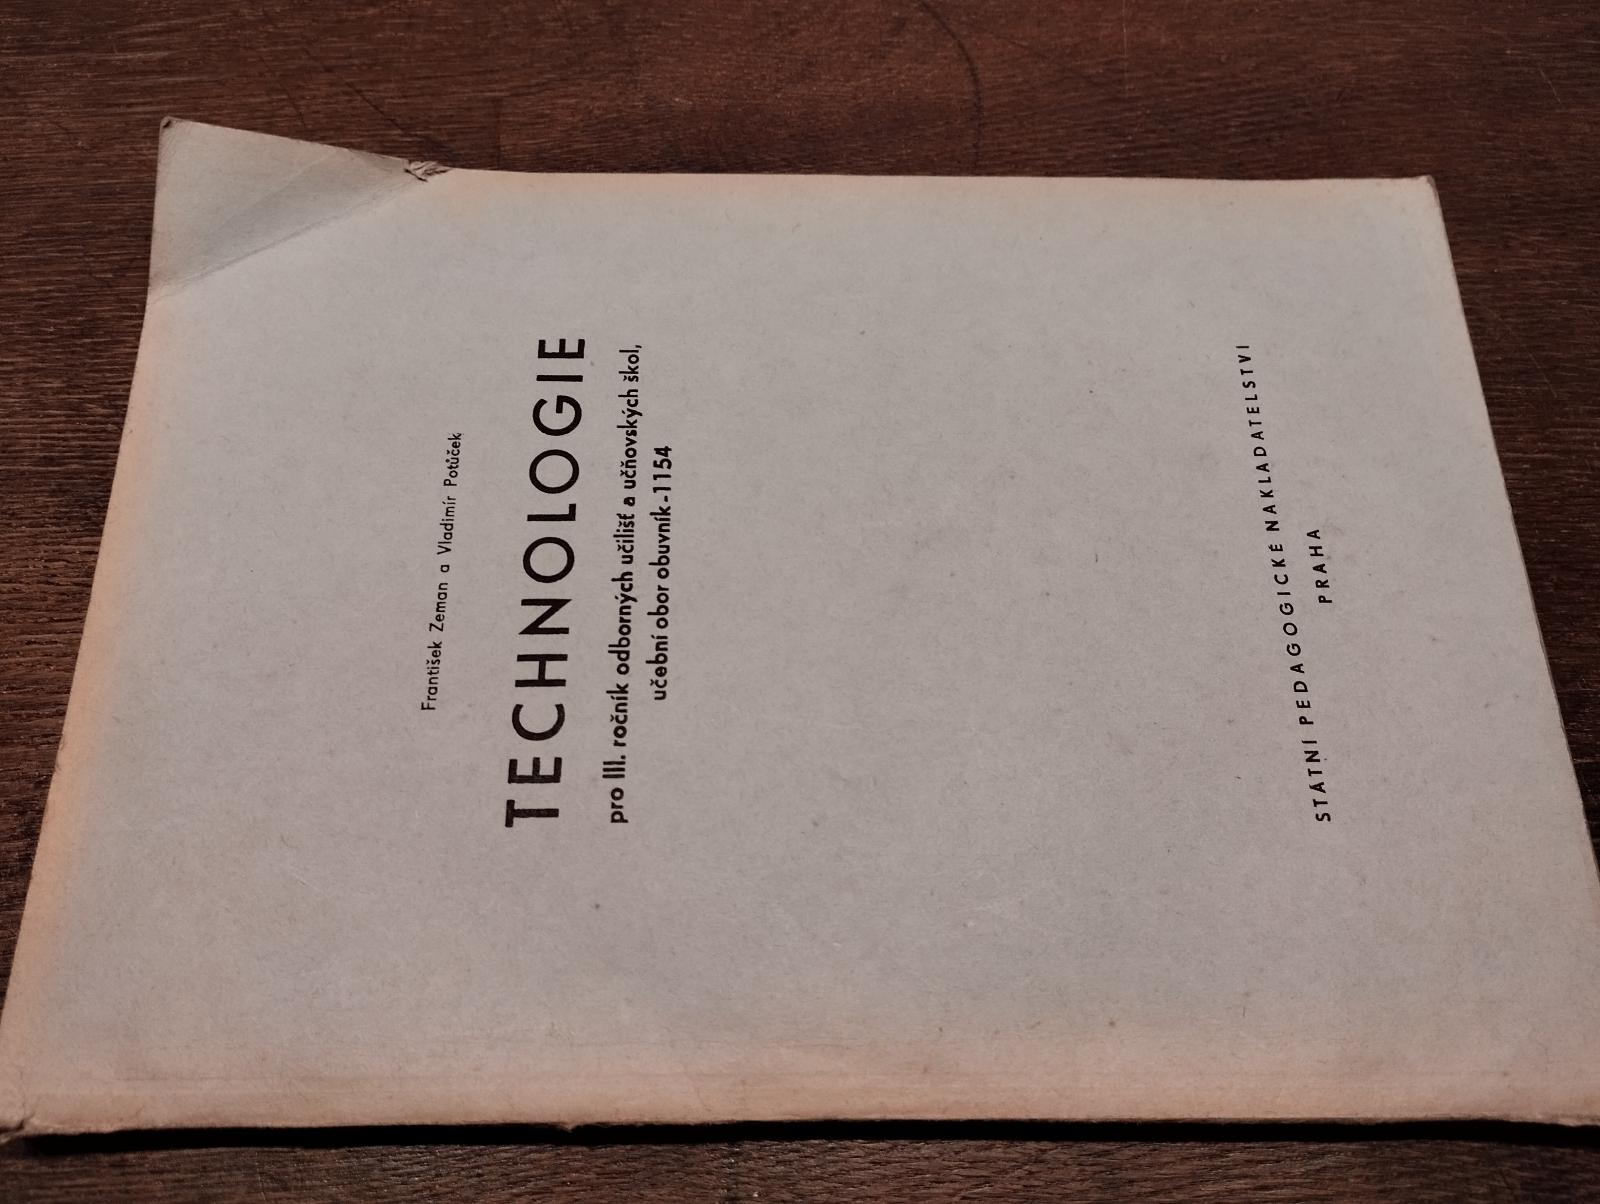 František Zeman a Vladimír Potůček
TECHNOLOGIE
pro III. ročník odborných učilišť a učňovských škol,
učební obor obuvník-1154
STÁTNÍ PEDAGOGICKÉ NAKLADATELSTVÍ
PRAHA